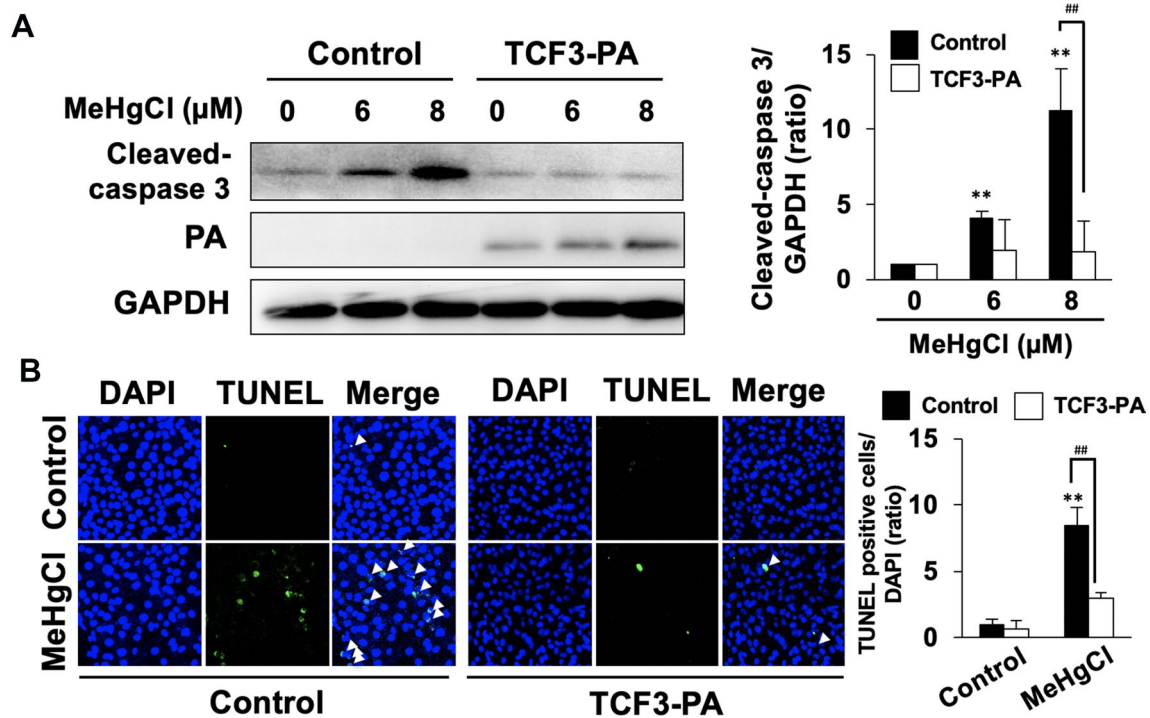 A
Control TCF3-PA
MeHgCl (μM) 0 6 8 0 6 8
Cleaved-
caspase 3
PA
GAPDH
Cleaved-caspase 3/
GAPDH (ratio)
Control
TCF3-PA
##
15
**
10
**
5
0
0 6 8
MeHgCl (μM)
B
DAPI TUNEL Merge DAPI TUNEL Merge
Control
MeHgCl
Control TCF3-PA
Control TCF3-PA
TUNEL positive cells/
DAPI (ratio)
15
##
**
10
5
0
Control MeHgCl